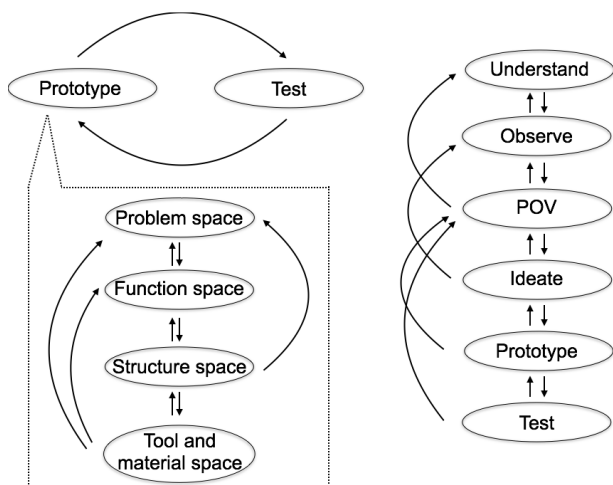 Prototype
Test
Problem space
Function space
Structure space
Tool and
material space
Understand
Observe
POV
Ideate
Prototype
Test